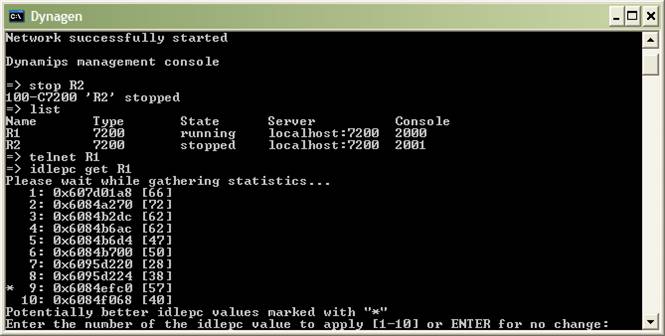 Dynagen
Network successfully started
Dynamips management console
=> stop R2
100-C7200 'R2' stopped
=> list
Name Type State Server Console
R1 7200 running localhost:7200 2000
R2 7200 stopped localhost:7200 2001
=> telnet R1
=> idlepc get R1
Please wait while gathering statistics...
1: 0x607d01a8 [66]
2: 0x6084a270 [72]
3: 0x6084b2dc [62]
4: 0x6084b6ac [62]
5: 0x6084b6d4 [47]
6: 0x6084b700 [50]
7: 0x6095d220 [28]
8: 0x6095d224 [38]
* 9: 0x6084efc0 [57]
10: 0x6084f068 [40]
Potentially better idlepc values marked with "*"
Enter the number of the idlepc value to apply [1-10] or ENTER for no change: